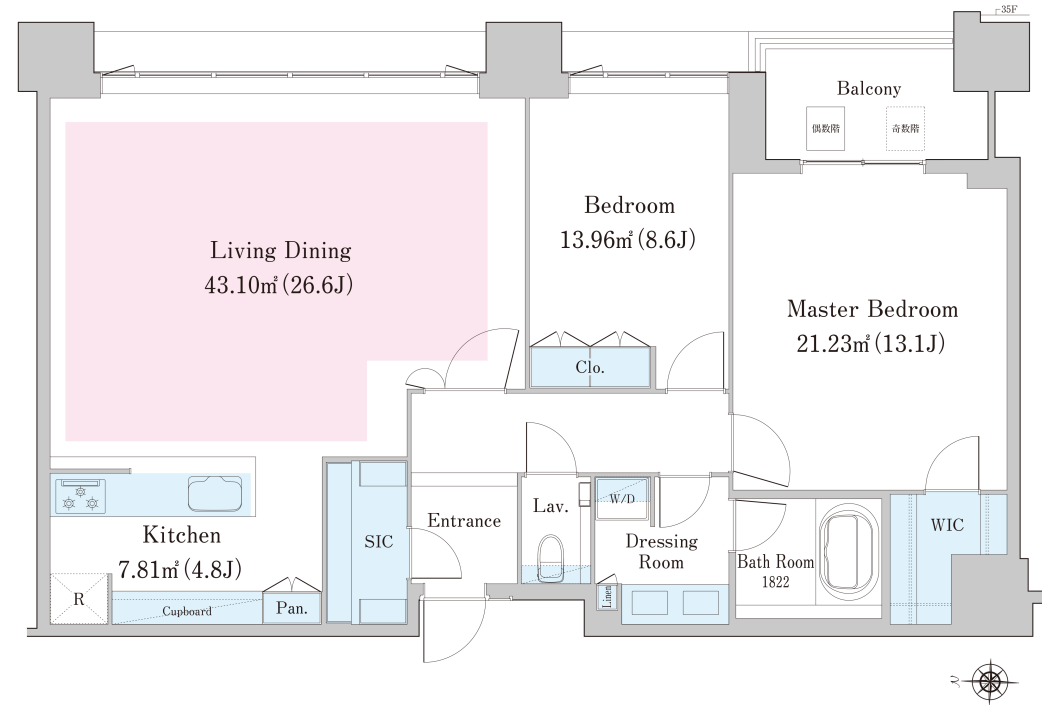 35F
Balcony
偶数階
奇数階
Bedroom
13.96㎡(8.6J)
Living Dining
43.10㎡(26.6J)
Master Bedroom
21.23㎡(13.1J)
Clo.
W/D
Lav.
Entrance
WIC
Kitchen
7.81㎡(4.8J)
SIC
Dressing
Room
Bath Room
1822
R
Cupboard
Pan.
Linen
N